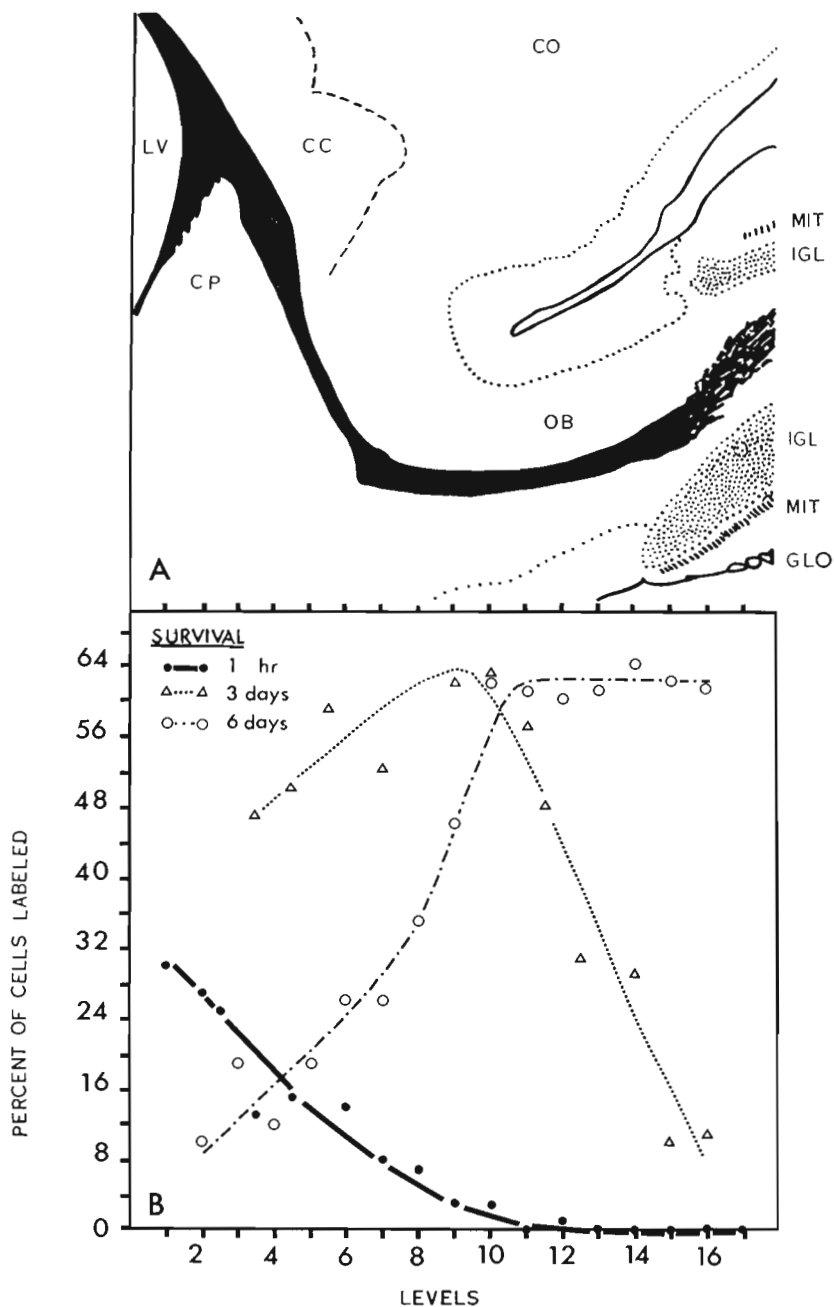 CO
LV
CC
MIT
IGL
CP
OB
IGL
MIT
GLO
A
SURVIVAL
1 hr
3 days
6 days
64
56
48
40
32
24
16
8
0
PERCENT OF CELLS LABELED
B
2 4 6 8 10 12 14 16
LEVELS